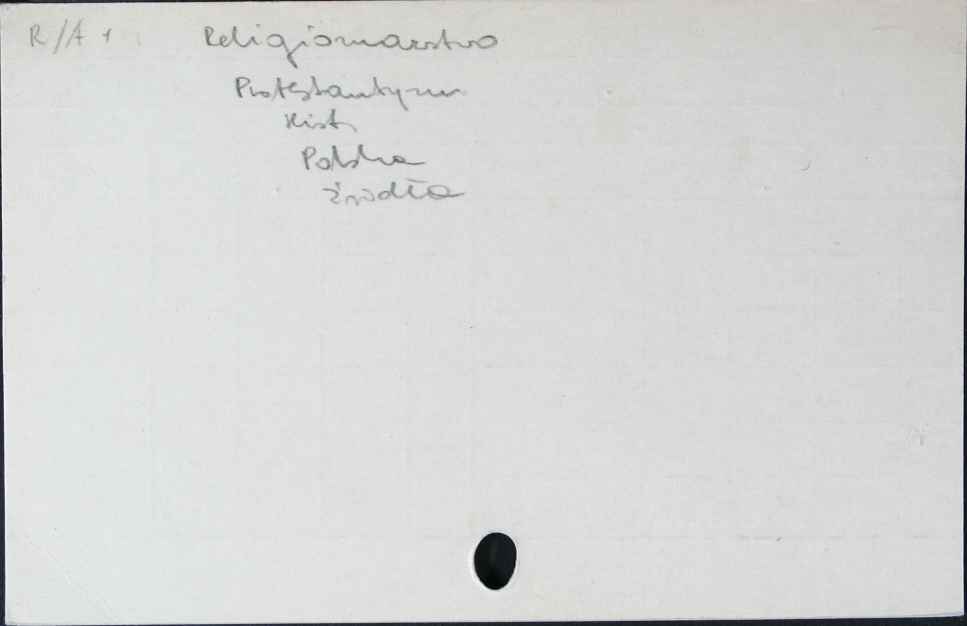 R/A 1 Religioznawstwo
Protestantyzm
Hist.
Polska
Źródła